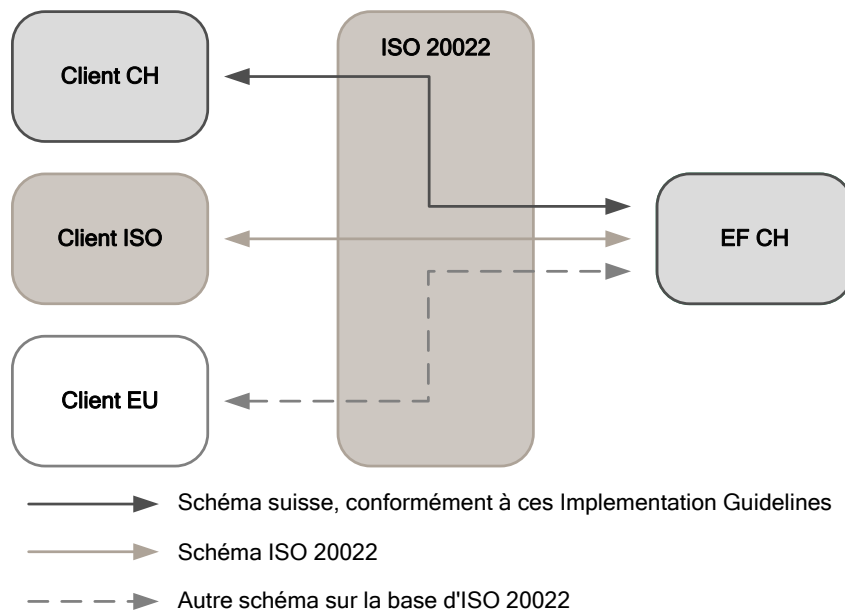 ISO 20022
Client CH
Client ISO
EF CH
Client EU
Schéma suisse, conformément à ces Implementation Guidelines
Schéma ISO 20022
Autre schéma sur la base d'ISO 20022